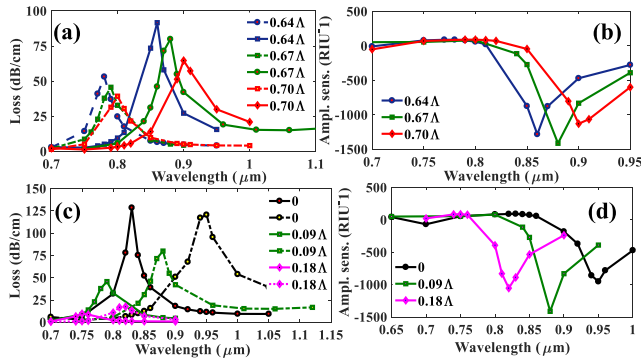 (a)
Loss (dB/cm)
100
75
50
25
0
0.64Λ
0.64Λ
0.67Λ
0.67Λ
0.70Λ
0.70Λ
0.7 0.8 0.9 1 1.1
Wavelength (μm)
(b)
Ampl. sens. (RIU^-1)
500
0
-500
-1000
-1500
0.64Λ
0.67Λ
0.70Λ
0.7 0.75 0.8 0.85 0.9 0.95
Wavelength (μm)
(c)
Loss (dB/cm)
150
125
100
75
50
25
0
0
0
0.09Λ
0.09Λ
0.18Λ
0.18Λ
0.7 0.75 0.8 0.85 0.9 0.95 1 1.05 1.1 1.15
Wavelength (μm)
(d)
Ampl. sens. (RIU^-1)
500
0
-500
-1000
-1500
0
0.09Λ
0.18Λ
0.65 0.7 0.75 0.8 0.85 0.9 0.95 1
Wavelength (μm)